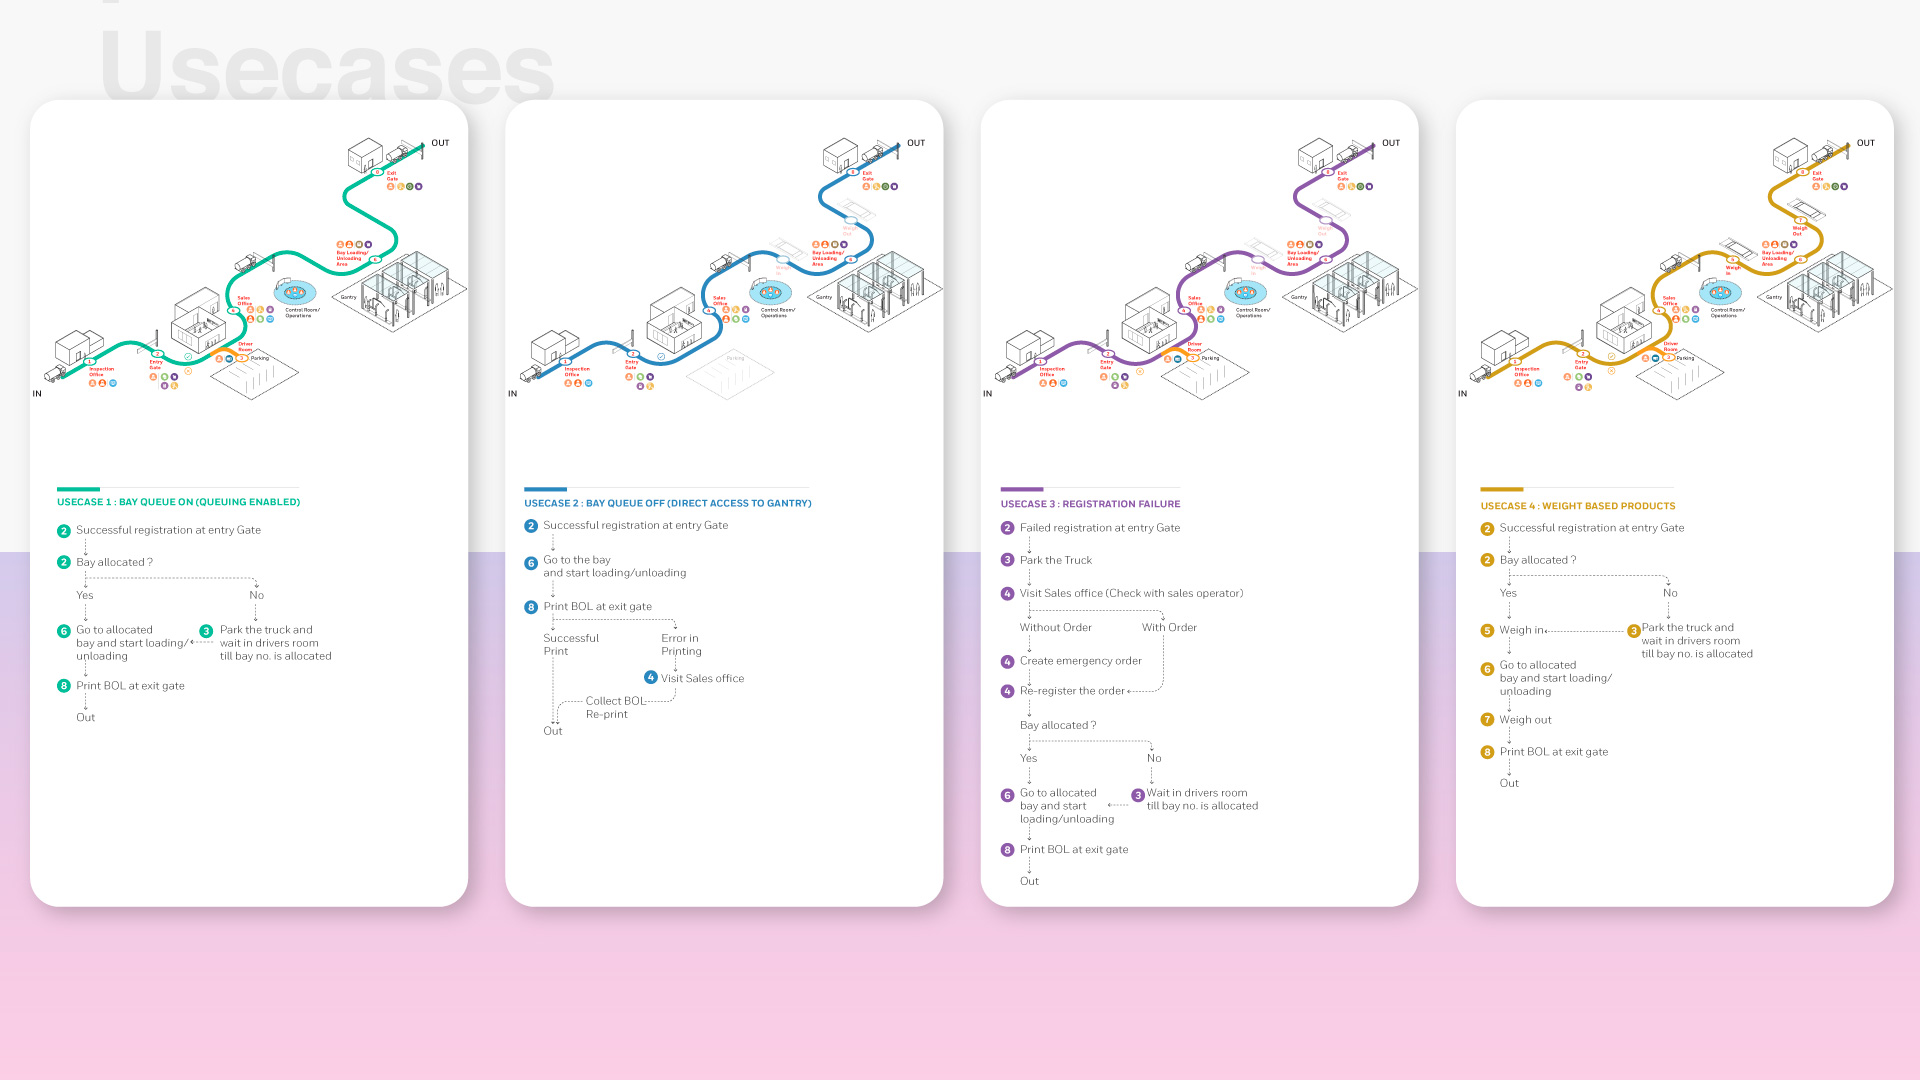 Usecases
OUT
Exit
Gate
Bay Loading/
Unloading
Area
Gantry
Sales
Office
Control Room/
Operations
Driver
Room
Parking
Entry
Gate
Inspection
Office
IN
USECASE 1 : BAY QUEUE ON (QUEUING ENABLED)
2 Successful registration at entry Gate
2 Bay allocated ?
Yes No
6 Go to allocated
bay and start loading/
unloading
3 Park the truck and
wait in drivers room
till bay no. is allocated
8 Print BOL at exit gate
Out
OUT
Exit
Gate
Weigh
Out
Bay Loading/
Unloading
Area
Weigh
In
Gantry
Sales
Office
Control Room/
Operations
Parking
Entry
Gate
Inspection
Office
IN
USECASE 2 : BAY QUEUE OFF (DIRECT ACCESS TO GANTRY)
2 Successful registration at entry Gate
6 Go to the bay
and start loading/unloading
8 Print BOL at exit gate
Successful
Print
Error in
Printing
4 Visit Sales office
Collect BOL
Re-print
Out
OUT
Exit
Gate
Weigh
Out
Bay Loading/
Unloading
Area
Weigh
In
Gantry
Sales
Office
Control Room/
Operations
Driver
Room
Parking
Entry
Gate
Inspection
Office
IN
USECASE 3 : REGISTRATION FAILURE
2 Failed registration at entry Gate
3 Park the Truck
4 Visit Sales office (Check with sales operator)
Without Order With Order
4 Create emergency order
4 Re-register the order
Bay allocated ?
Yes No
6 Go to allocated
bay and start
loading/unloading
3 Wait in drivers room
till bay no. is allocated
8 Print BOL at exit gate
Out
OUT
Exit
Gate
Weigh
Out
Bay Loading/
Unloading
Area
Weigh
In
Gantry
Sales
Office
Control Room/
Operations
Driver
Room
Parking
Entry
Gate
Inspection
Office
IN
USECASE 4 : WEIGHT BASED PRODUCTS
2 Successful registration at entry Gate
2 Bay allocated ?
Yes No
5 Weigh in
3 Park the truck and
wait in drivers room
till bay no. is allocated
6 Go to allocated
bay and start loading/
unloading
7 Weigh out
8 Print BOL at exit gate
Out